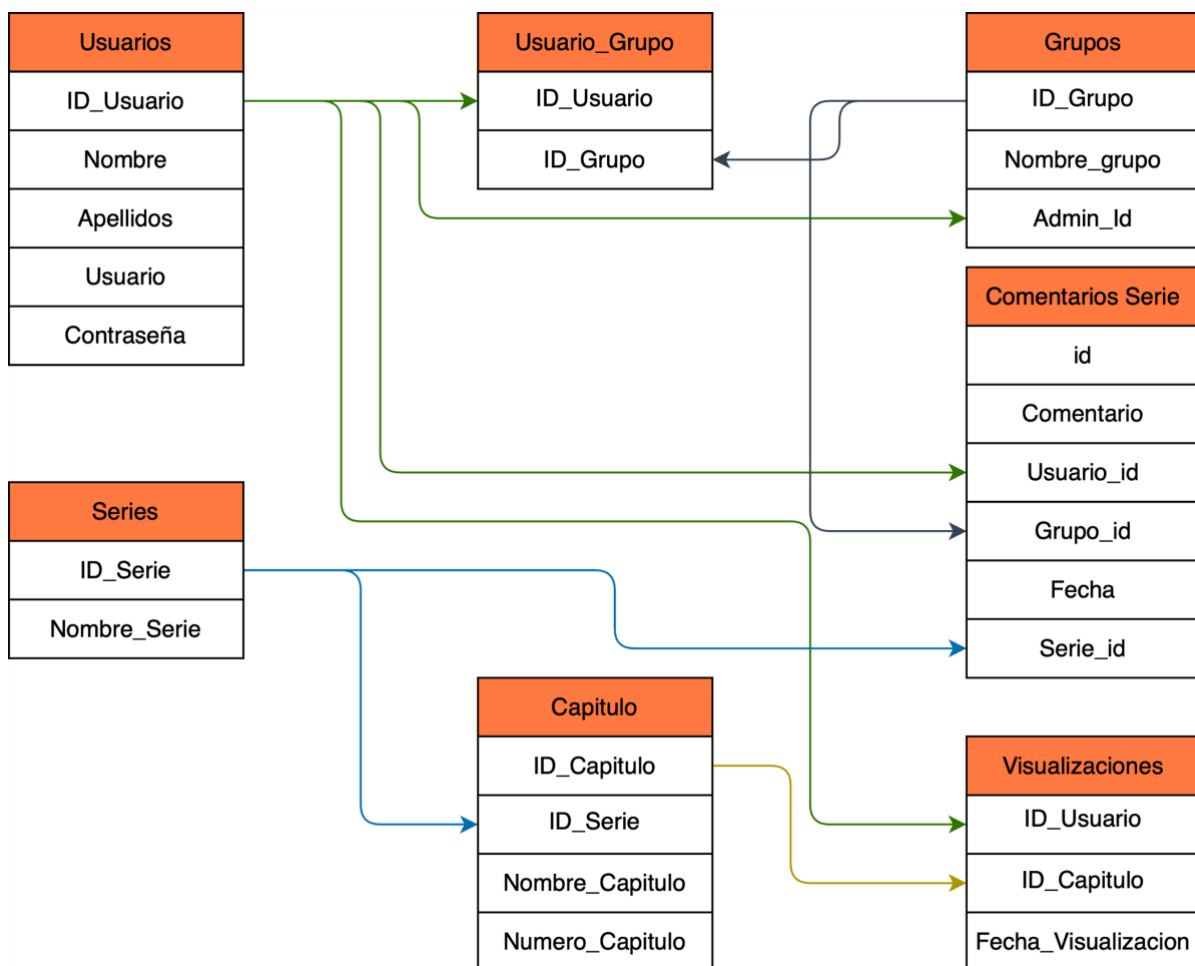 Usuarios
ID_Usuario
Nombre
Apellidos
Usuario
Contraseña
Usuario_Grupo
ID_Usuario
ID_Grupo
Grupos
ID_Grupo
Nombre_grupo
Admin_Id
Comentarios Serie
id
Comentario
Usuario_id
Grupo_id
Fecha
Serie_id
Series
ID_Serie
Nombre_Serie
Capitulo
ID_Capitulo
ID_Serie
Nombre_Capitulo
Numero_Capitulo
Visualizaciones
ID_Usuario
ID_Capitulo
Fecha_Visualizacion